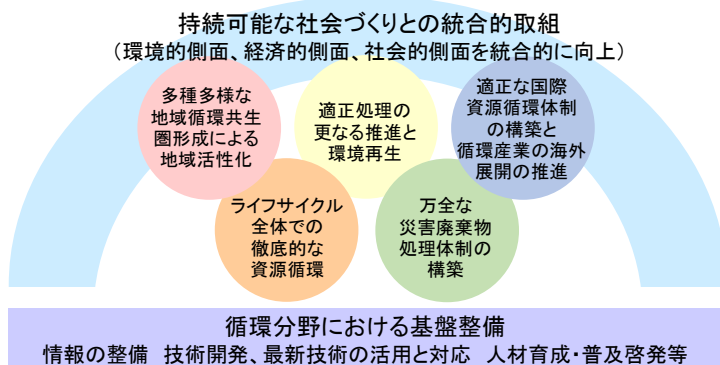 持続可能な社会づくりとの統合的取組
（環境的側面、経済的側面、社会的側面を統合的に向上）
多種多様な
地域循環共生
圏形成による
地域活性化
適正処理の
更なる推進と
環境再生
適正な国際
資源循環体制
の構築と
循環産業の海外
展開の推進
ライフサイクル
全体での
徹底的な
資源循環
万全な
災害廃棄物
処理体制の
構築
循環分野における基盤整備
情報の整備　技術開発、最新技術の活用と対応　人材育成・普及啓発等